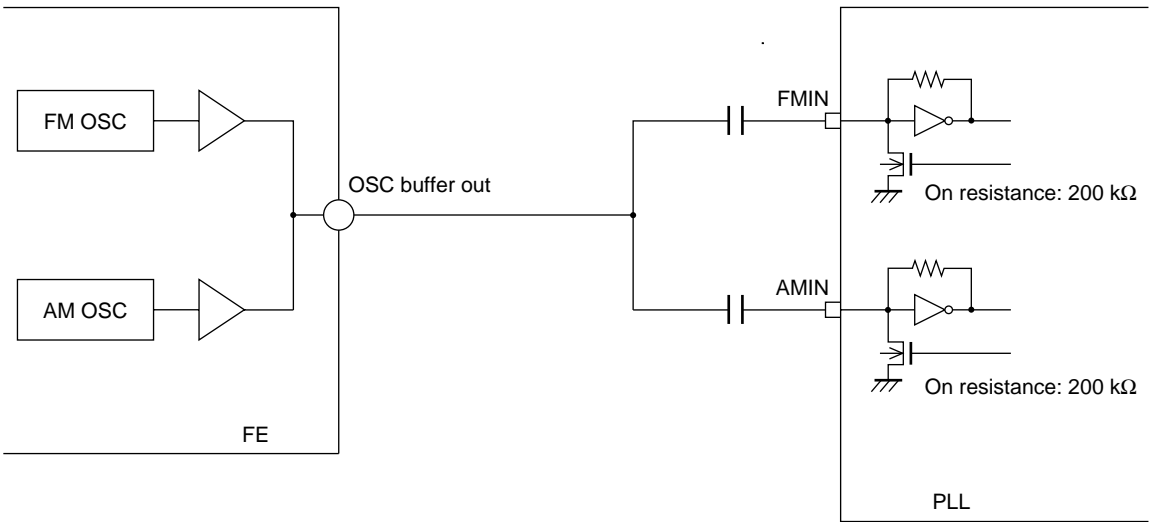 FM OSC
AM OSC
FE
OSC buffer out
FMIN
On resistance: 200 kΩ
AMIN
On resistance: 200 kΩ
PLL